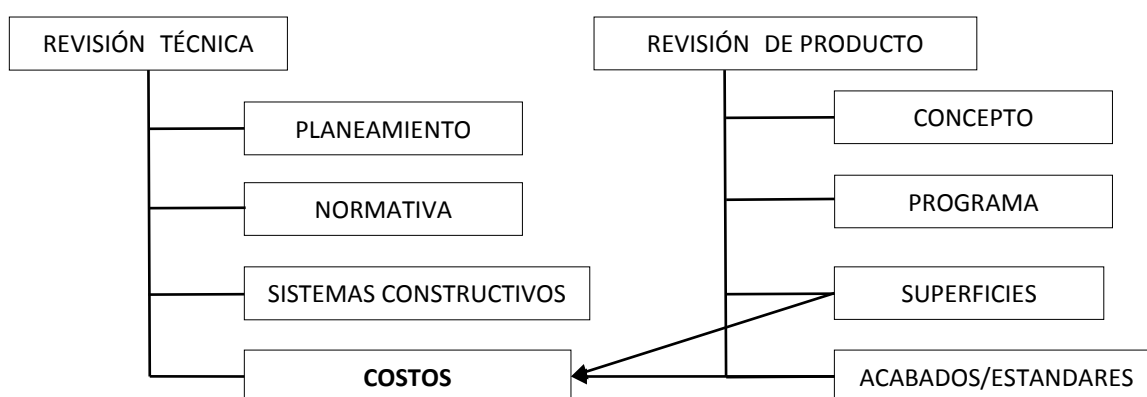 REVISIÓN TÉCNICA
PLANEAMIENTO
NORMATIVA
SISTEMAS CONSTRUCTIVOS
COSTOS
REVISIÓN DE PRODUCTO
CONCEPTO
PROGRAMA
SUPERFICIES
ACABADOS/ESTANDARES